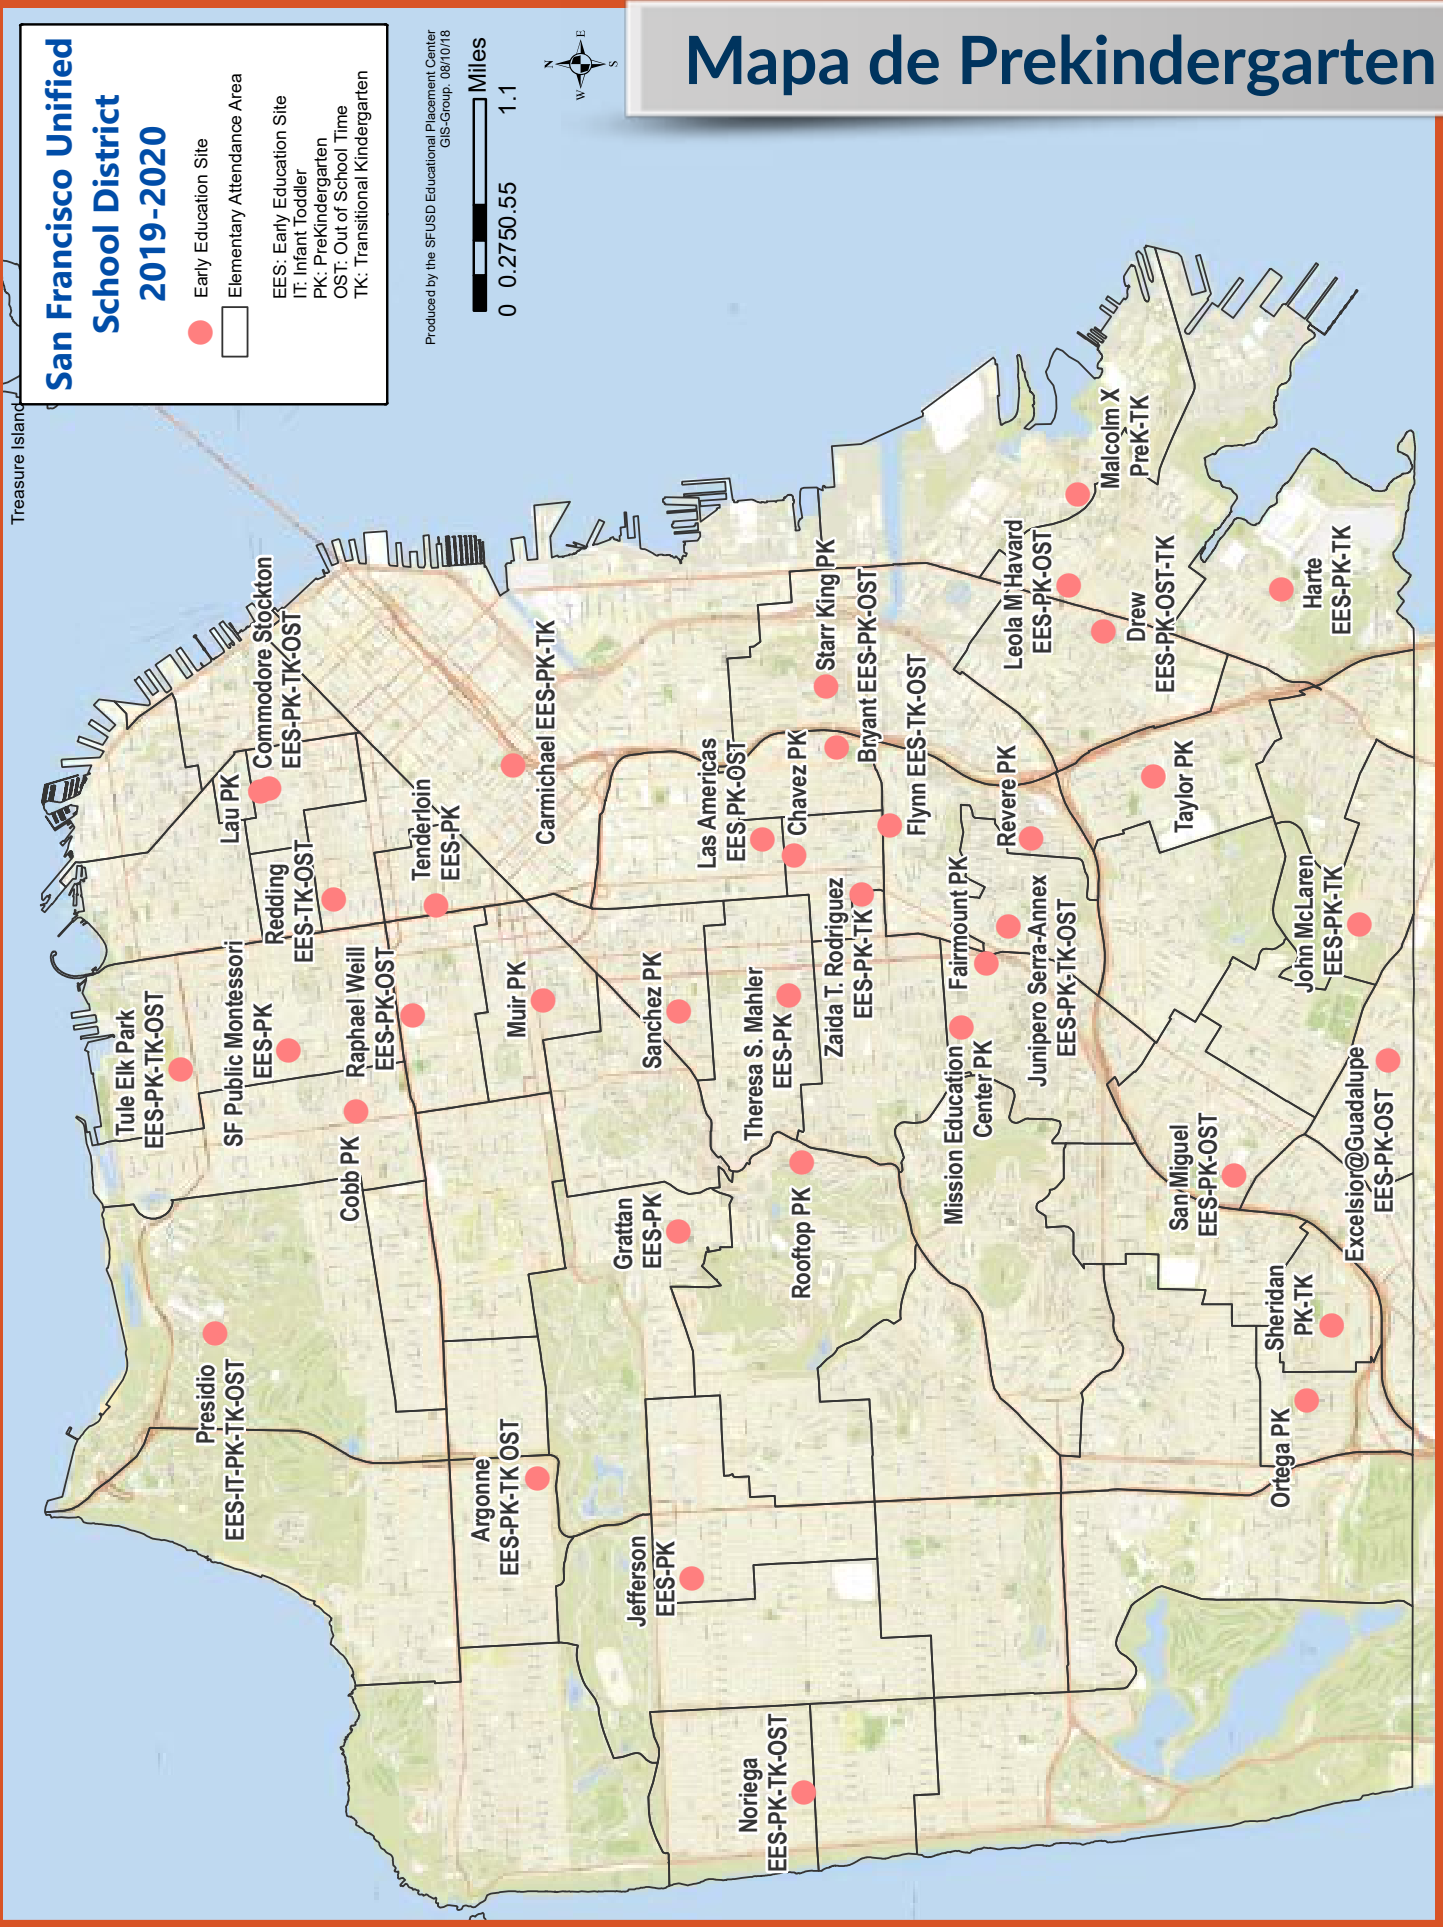 Mapa de Prekindergarten
San Francisco Unified
School District
2019-2020
Early Education Site
Elementary Attendance Area
EES: Early Education Site
IT: Infant Toddler
PK: PreKindergarten
OST: Out of School Time
TK: Transitional Kindergarten
Produced by the SFUSD Educational Placement Center
GIS-Group. 08/10/18
Miles
0 0.2750.55 1.1
N
E
S
W
Treasure Island
Commodore Stockton
EES-PK-TK-OST
Lau PK
Redding
EES-TK-OST
Tenderloin
EES-PK
Carmichael EES-PK-TK
Tule Elk Park
EES-PK-TK-OST
SF Public Montessori
EES-PK
Raphael Weill
EES-PK-OST
Cobb PK
Muir PK
Sanchez PK
Presidio
EES-IT-PK-TK-OST
Argonne
EES-PK-TK OST
Grattan
EES-PK
Jefferson
EES-PK
Noriega
EES-PK-TK-OST
Rooftop PK
Theresa S. Mahler
EES-PK
Las Americas
EES-PK-OST
Chavez PK
Starr King PK
Bryant EES-PK-OST
Flynn EES-TK-OST
Zaida T. Rodriguez
EES-PK-TK
Fairmount PK
Revere PK
Mission Education
Center PK
Junipero Serra-Annex
EES-PK-TK-OST
Leola M Havard
EES-PK-OST
Malcolm X
PreK-TK
Drew
EES-PK-OST-TK
Harte
EES-PK-TK
Taylor PK
John McLaren
EES-PK-TK
Excelsior@Guadalupe
EES-PK-OST
San Miguel
EES-PK-OST
Sheridan
PK-TK
Ortega PK